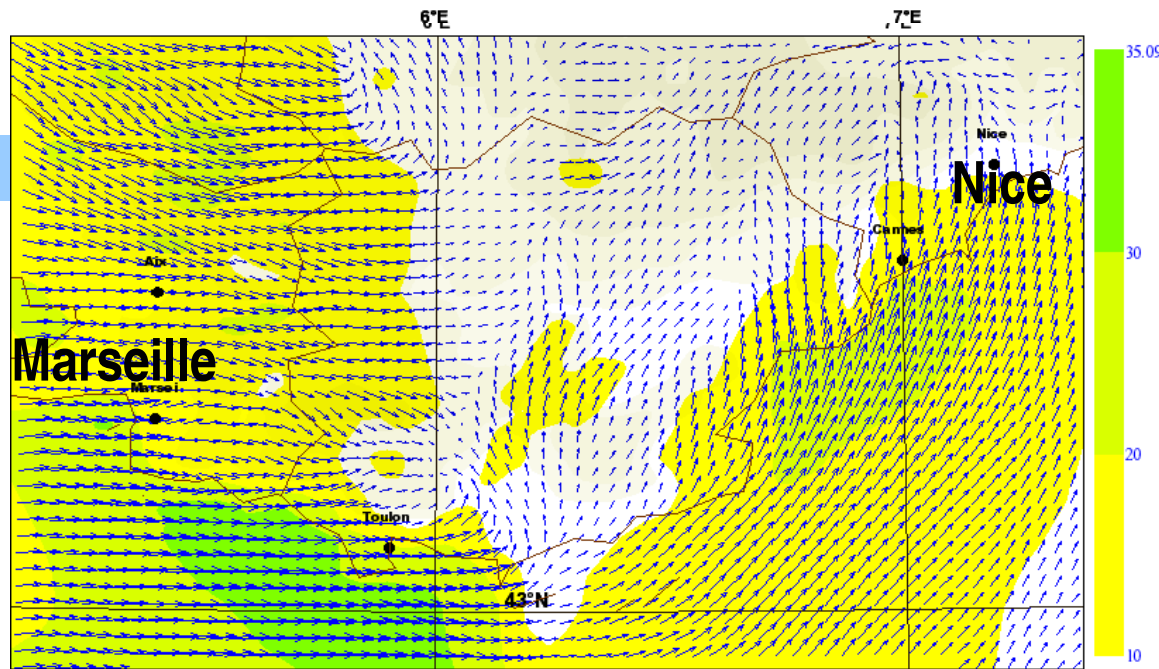 6°E
7°E
35.09
Nice
Nice
Cannes
30
Aix
Marseille
Marsei
20
Toulon
43°N
10